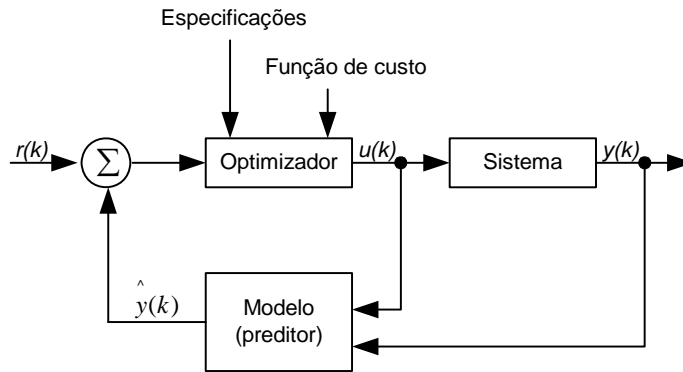 Especificações
Função de custo
r(k)
∑
Optimizador
u(k)
Sistema
y(k)
ŷ(k)
Modelo
(preditor)